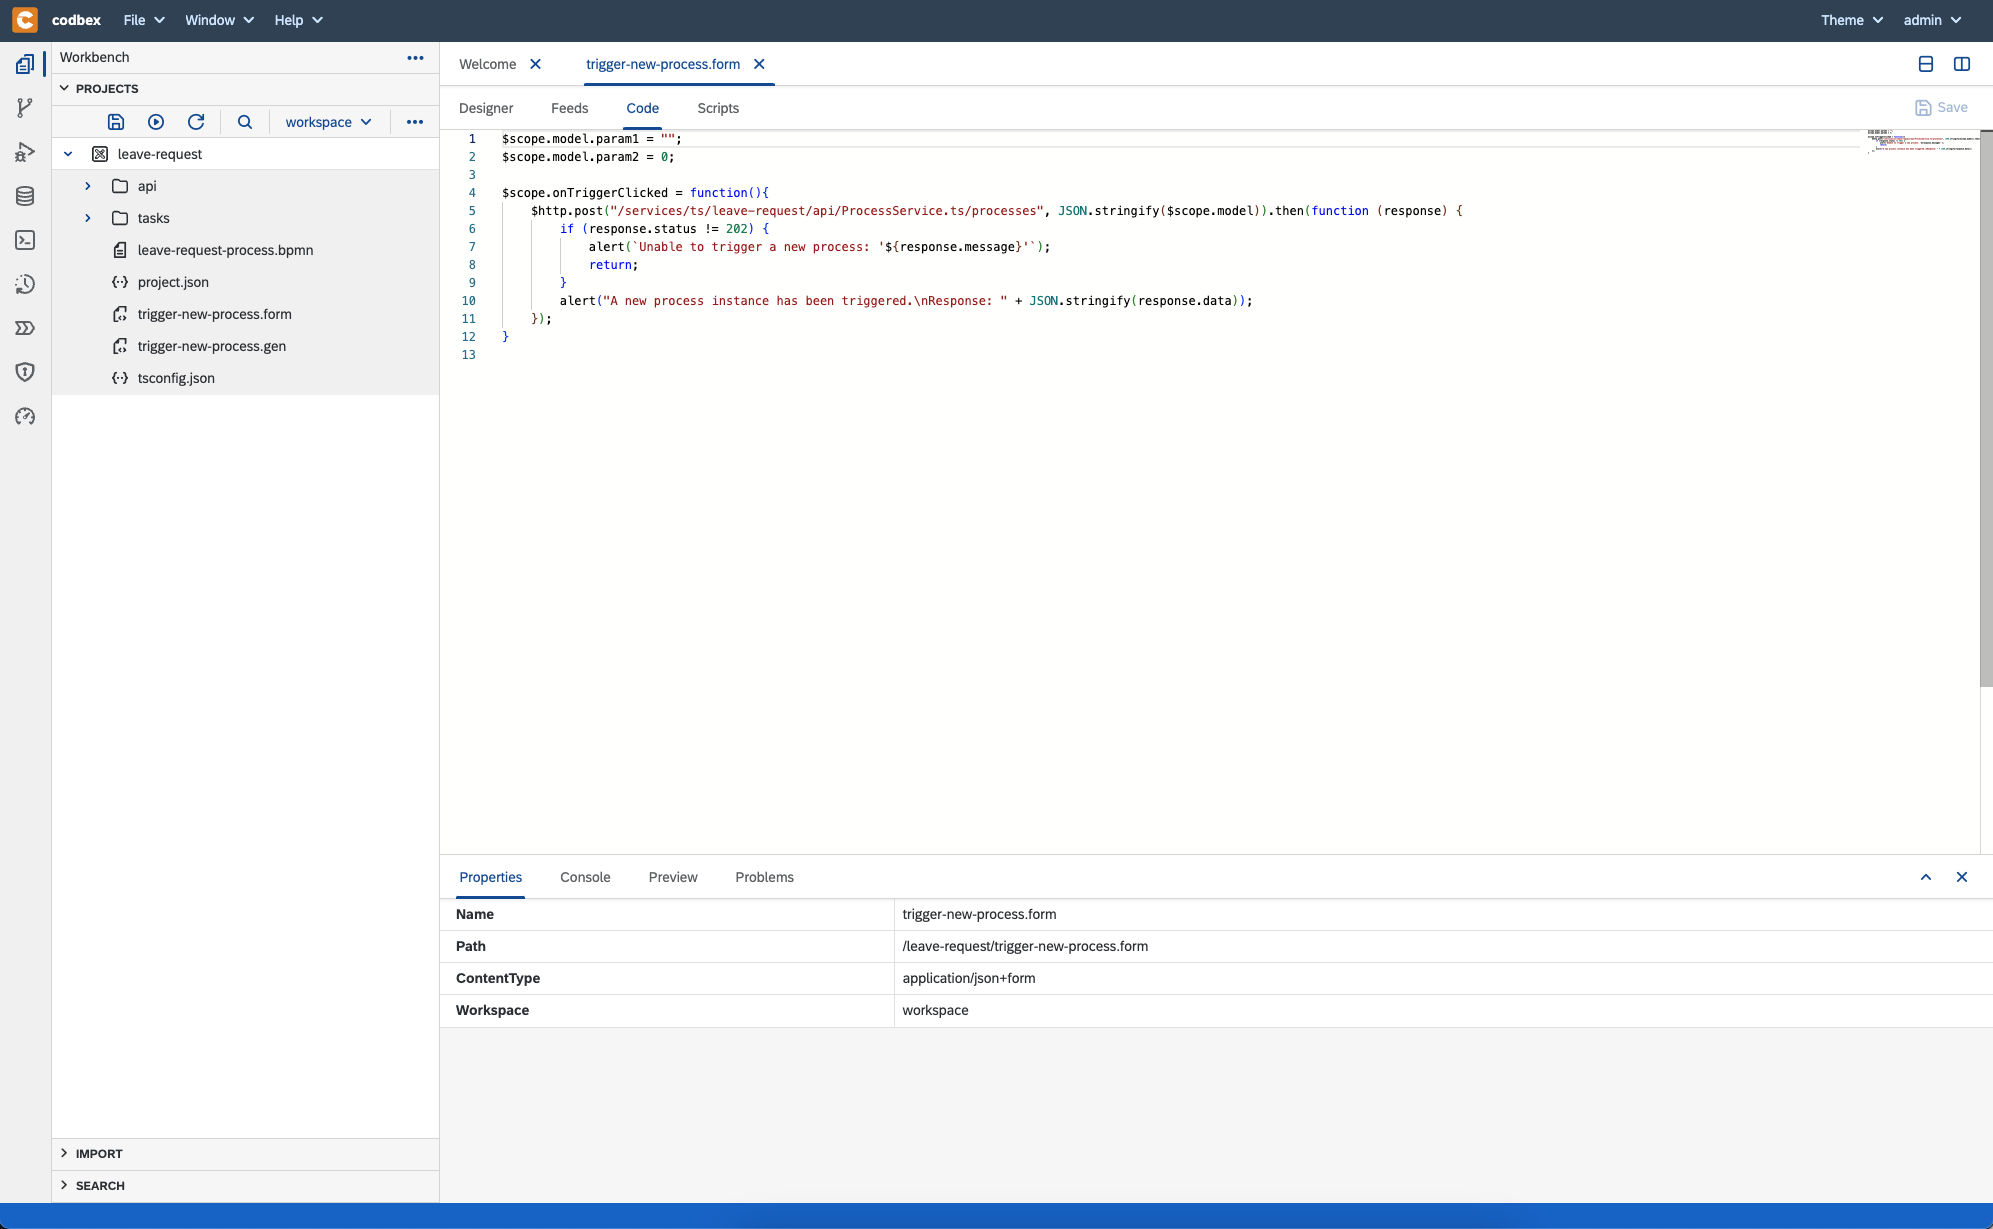 codbex File Window Help Theme admin
Workbench
PROJECTS
workspace
leave-request
api
tasks
leave-request-process.bpmn
project.json
trigger-new-process.form
trigger-new-process.gen
tsconfig.json
IMPORT
SEARCH
Welcome trigger-new-process.form
Designer Feeds Code Scripts Save
1 $scope.model.param1 = "";
2 $scope.model.param2 = 0;
3
4 $scope.onTriggerClicked = function(){
5 $http.post("/services/ts/leave-request/api/ProcessService.ts/processes", JSON.stringify($scope.model)).then(function (response) {
6 if (response.status != 202) {
7 alert(`Unable to trigger a new process: '${response.message}'`);
8 return;
9 }
10 alert("A new process instance has been triggered.\nResponse: " + JSON.stringify(response.data));
11 });
12 }
13
Properties Console Preview Problems
Name trigger-new-process.form
Path /leave-request/trigger-new-process.form
ContentType application/json+form
Workspace workspace